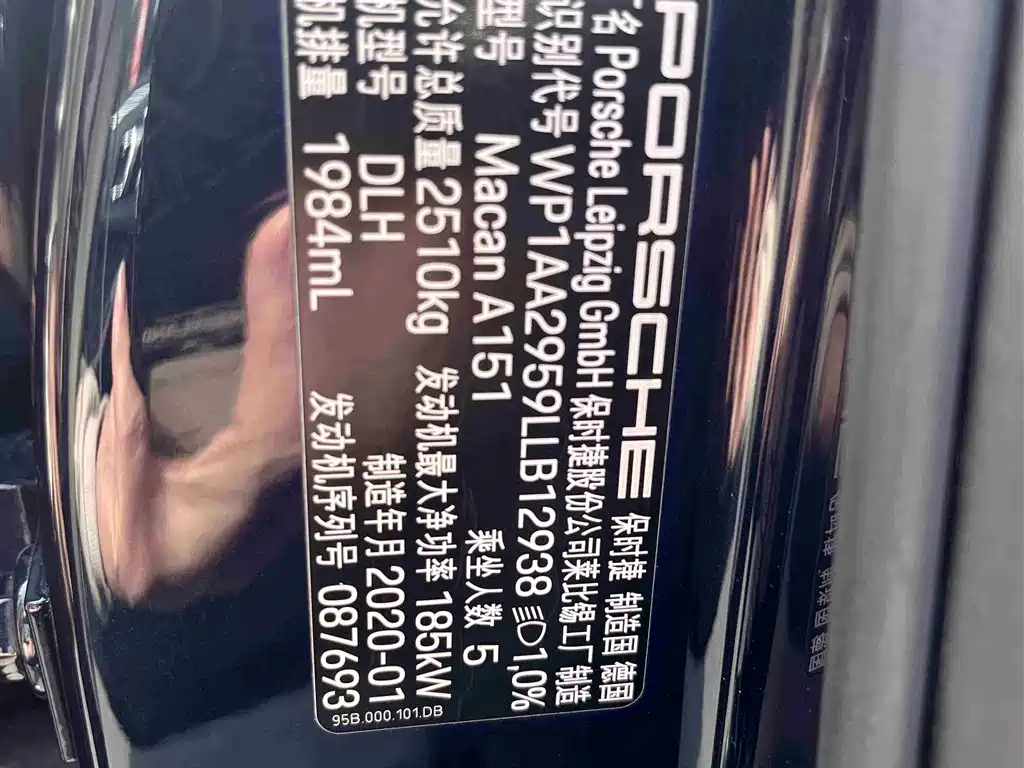 PORSCHE 保时捷 制造国 德国
名 Porsche Leipzig GmbH 保时捷股份公司莱比锡工厂 制造
识别代号 WP1AA2959LLB12938 1,0%
型号 Macan A151 乘坐人数 5
允许总质量 2510kg 发动机最大净功率 185kW
机型号 DLH 制造年月 2020-01
机排量 1984mL 发动机序列号 087693
95B.000.101.DB